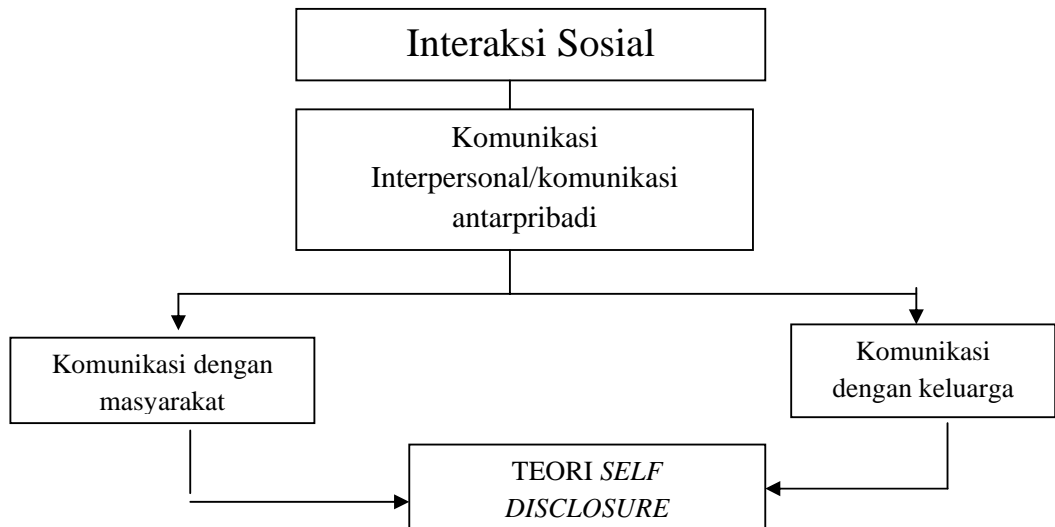 Interaksi Sosial
Komunikasi
Interpersonal/komunikasi
antarpribadi
Komunikasi dengan
masyarakat
Komunikasi
dengan keluarga
TEORI SELF
DISCLOSURE